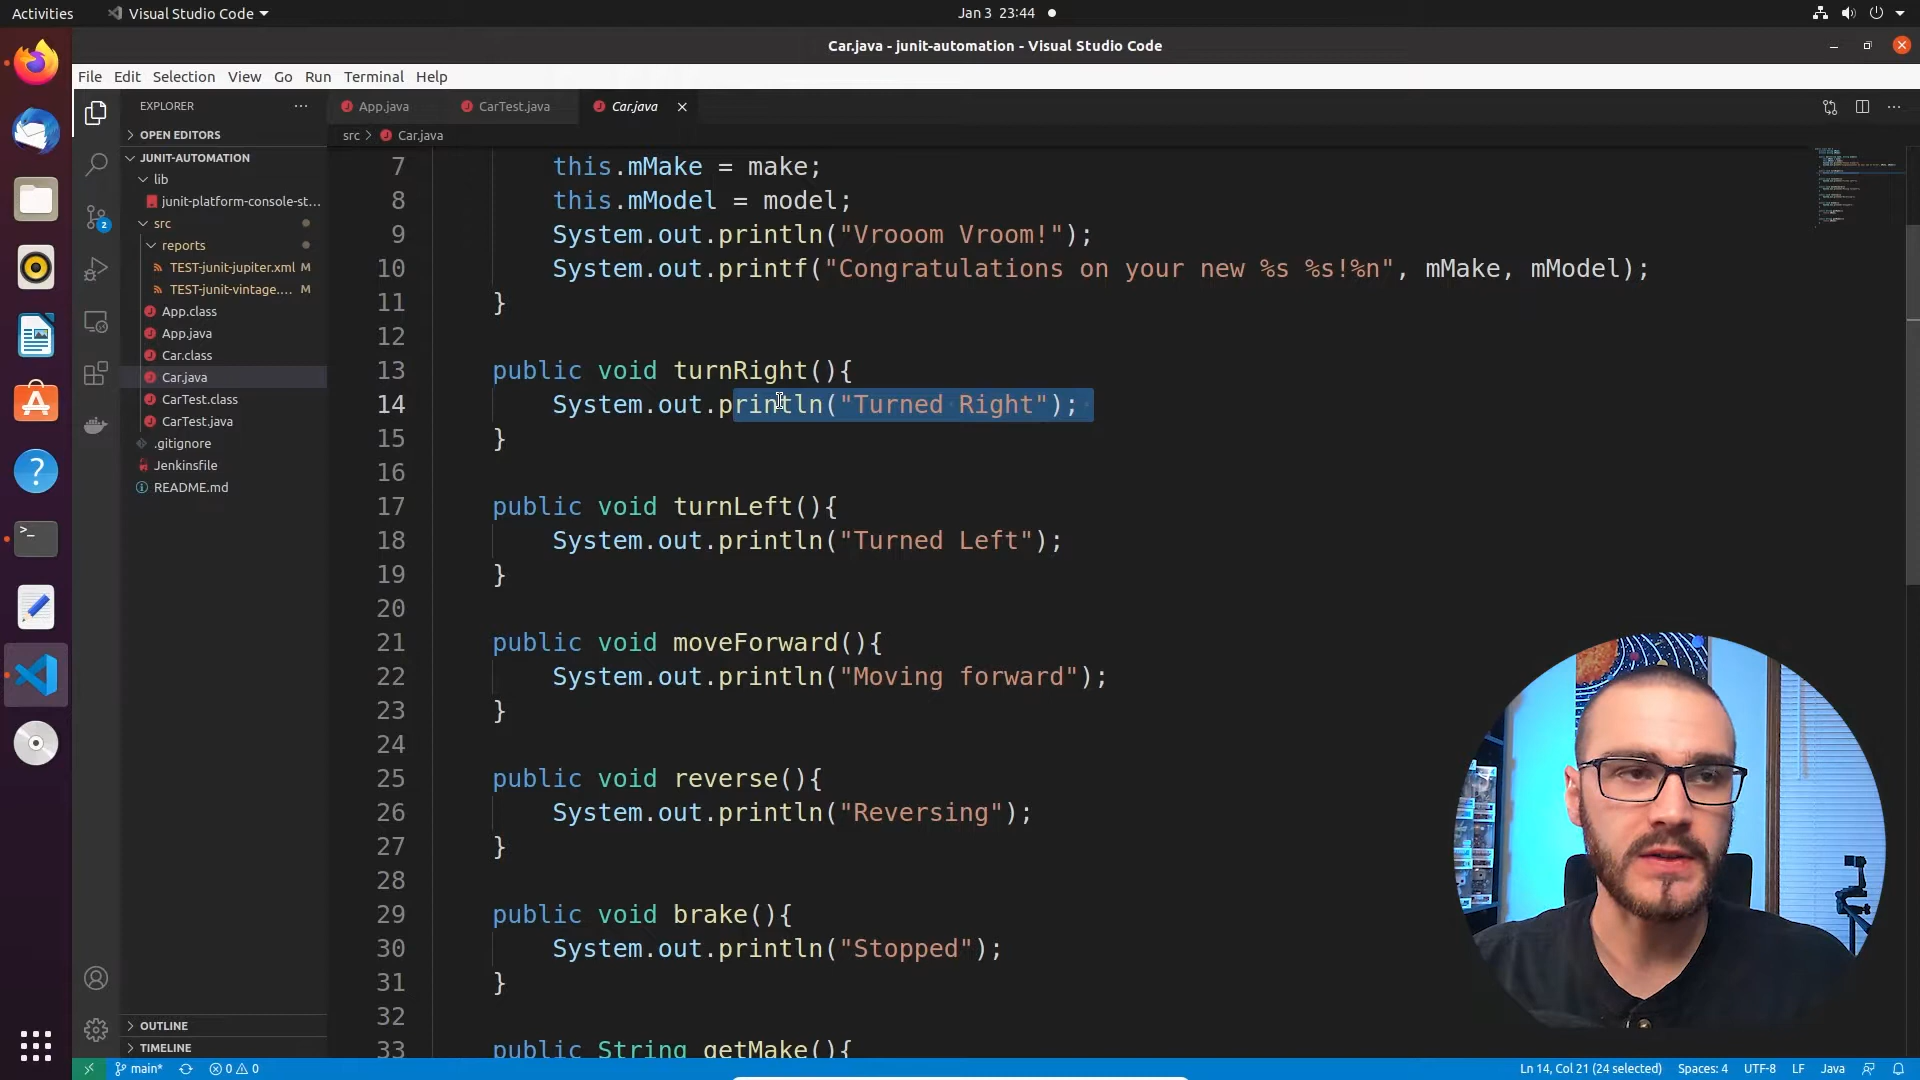 Activities
Visual Studio Code
Jan 3 23:44
Car.java - junit-automation - Visual Studio Code
File Edit Selection View Go Run Terminal Help
EXPLORER
App.java
CarTest.java
Car.java
OPEN EDITORS
src > Car.java
JUNIT-AUTOMATION
lib
junit-platform-console-st...
src
reports
TEST-junit-jupiter.xml M
TEST-junit-vintage.... M
App.class
App.java
Car.class
Car.java
CarTest.class
CarTest.java
.gitignore
Jenkinsfile
README.md
2
7 this.mMake = make;
8 this.mModel = model;
9 System.out.println("Vrooom Vroom!");
10 System.out.printf("Congratulations on your new %s %s!%n", mMake, mModel);
11 }
12
13 public void turnRight(){
14 System.out.println("Turned Right");
15 }
16
17 public void turnLeft(){
18 System.out.println("Turned Left");
19 }
20
21 public void moveForward(){
22 System.out.println("Moving forward");
23 }
24
25 public void reverse(){
26 System.out.println("Reversing");
27 }
28
29 public void brake(){
30 System.out.println("Stopped");
31 }
32
33 public String getMake(){
OUTLINE
TIMELINE
main* 0 0
Ln 14, Col 21 (24 selected) Spaces: 4 UTF-8 LF Java